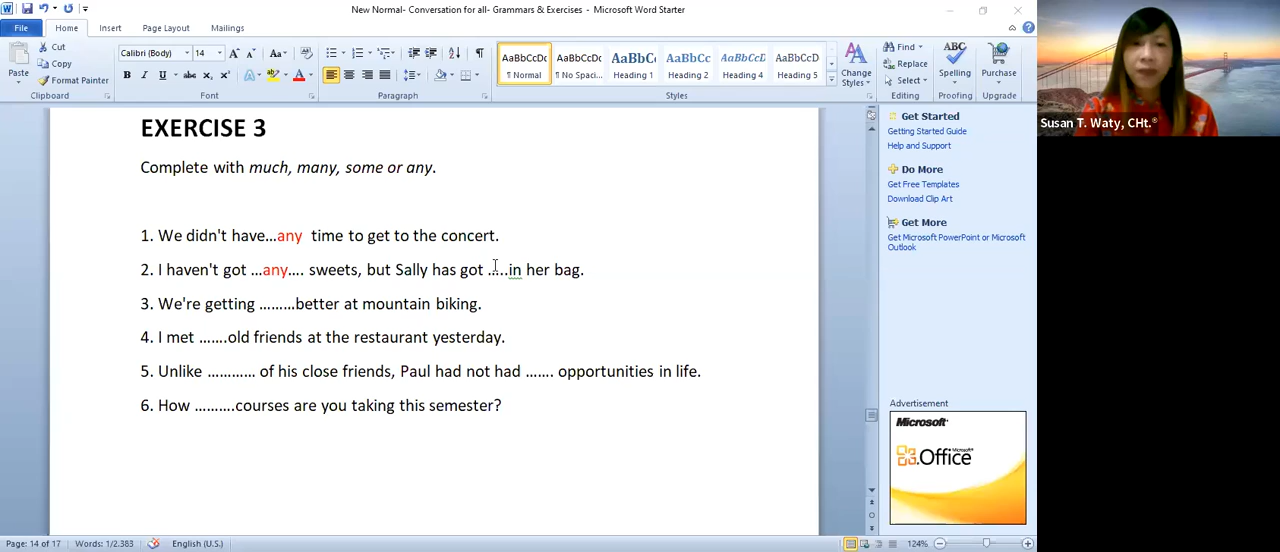 New Normal- Conversation for all- Grammars & Exercises - Microsoft Word Starter
File Home Insert Page Layout Mailings
Paste
Cut
Copy
Format Painter
Clipboard
Calibri (Body) 14
Font
Paragraph
AaBbCcDc AaBbCcDc AaBbCc AaBbCc AaBbCc AaBbCcDc
¶ Normal ¶ No Spaci... Heading 1 Heading 2 Heading 4 Heading 5
Change Styles
Styles
Find
Replace
Select
Editing
ABC
Spelling
Proofing
Purchase
Upgrade
Susan T. Waty, CHt.®
EXERCISE 3
Complete with much, many, some or any.
1. We didn't have...any time to get to the concert.
2. I haven't got ...any.... sweets, but Sally has got .....in her bag.
3. We're getting .........better at mountain biking.
4. I met .......old friends at the restaurant yesterday.
5. Unlike ............ of his close friends, Paul had not had ....... opportunities in life.
6. How ..........courses are you taking this semester?
Get Started
Getting Started Guide
Help and Support
Do More
Get Free Templates
Download Clip Art
Get More
Get Microsoft PowerPoint or Microsoft
Outlook
Advertisement
Microsoft®
Office
Page: 14 of 17 Words: 1/2.383 English (U.S.) 124%